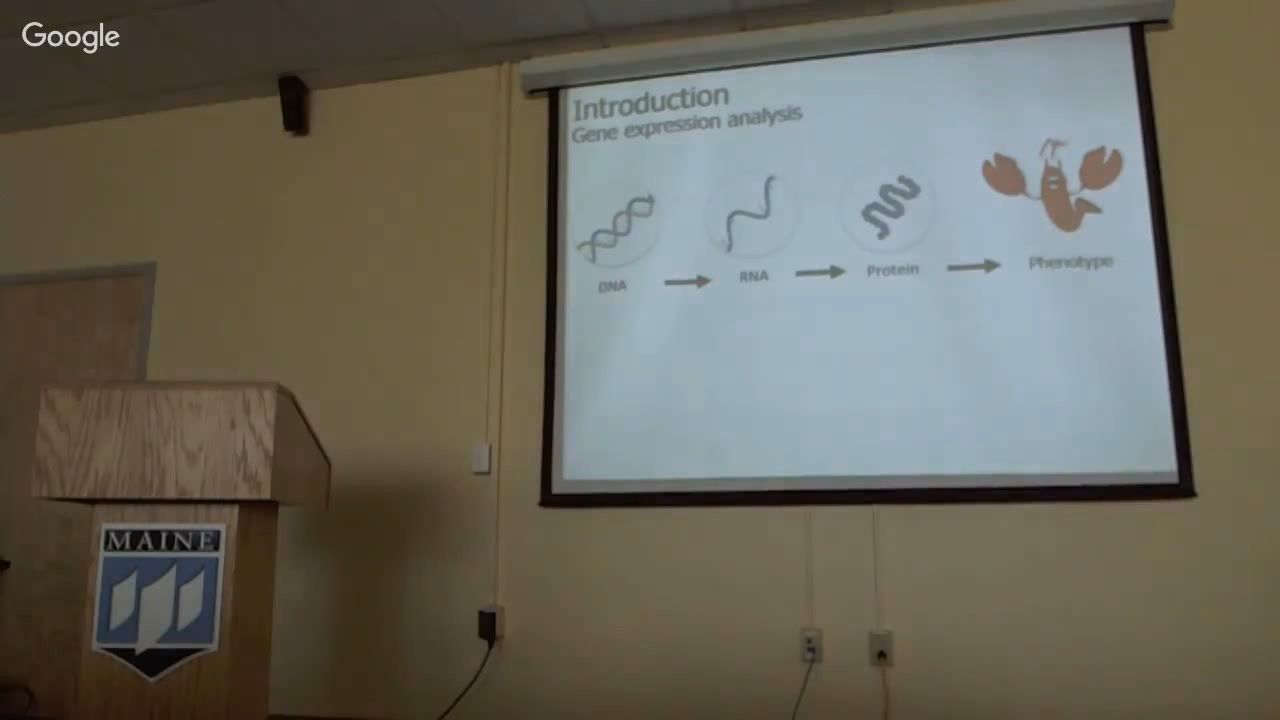 Google
Introduction
Gene expression analysis
DNA
RNA
Protein
Phenotype
MAINE